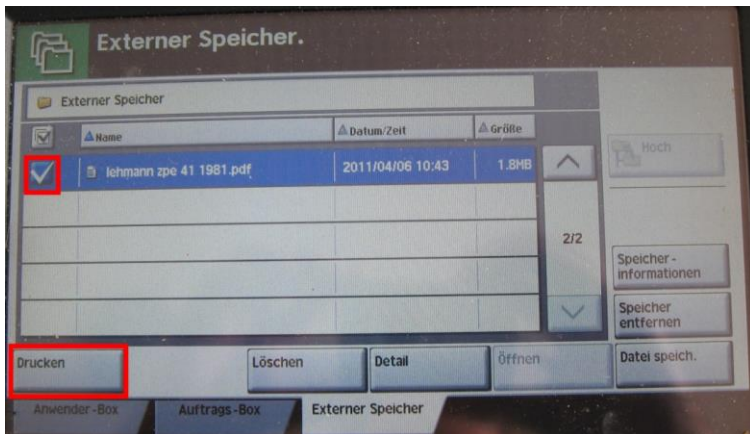 Externer Speicher.
Externer Speicher
Name Datum/Zeit Größe
lehmann zpe 41 1981.pdf 2011/04/06 10:43 1.8MB
Hoch
2/2
Speicher-
informationen
Speicher
entfernen
Drucken Löschen Detail Öffnen Datei speich.
Anwender-Box Auftrags-Box Externer Speicher